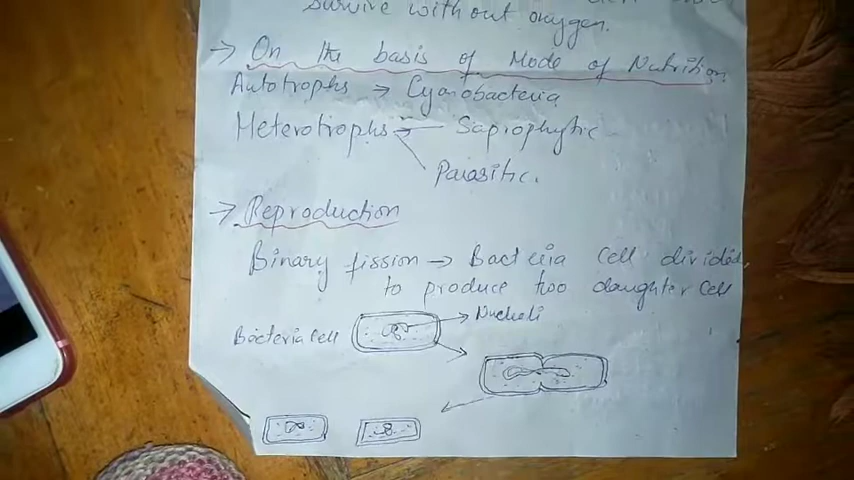 survive without oxygen.
→ On the basis of Mode of Nutrition
Autotrophs → Cyanobacteria
Heterotrophs → Saprophytic
Parasitic.
→ Reproduction
Binary fission → Bacteria Cell divided
to produce two daughter Cell
Bacteria Cell → Nucleoli